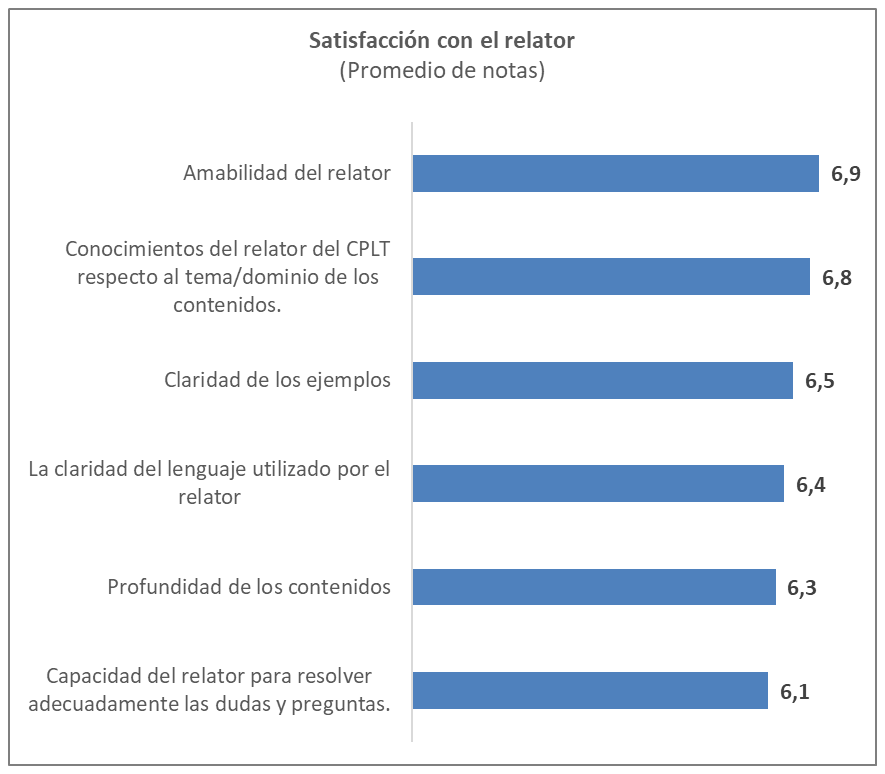 Satisfacción con el relator
(Promedio de notas)
Amabilidad del relator
6,9
Conocimientos del relator del CPLT
respecto al tema/dominio de los
contenidos.
6,8
Claridad de los ejemplos
6,5
La claridad del lenguaje utilizado por el
relator
6,4
Profundidad de los contenidos
6,3
Capacidad del relator para resolver
adecuadamente las dudas y preguntas.
6,1